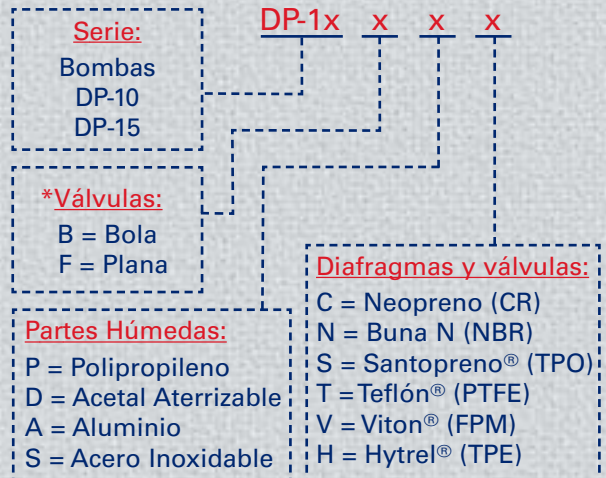 DP-1x x x x
Serie:
Bombas
DP-10
DP-15
*Válvulas:
B = Bola
F = Plana
Partes Húmedas:
P = Polipropileno
D = Acetal Aterrizable
A = Aluminio
S = Acero Inoxidable
Diafragmas y válvulas:
C = Neopreno (CR)
N = Buna N (NBR)
S = Santopreno® (TPO)
T = Teflón® (PTFE)
V = Viton® (FPM)
H = Hytrel® (TPE)